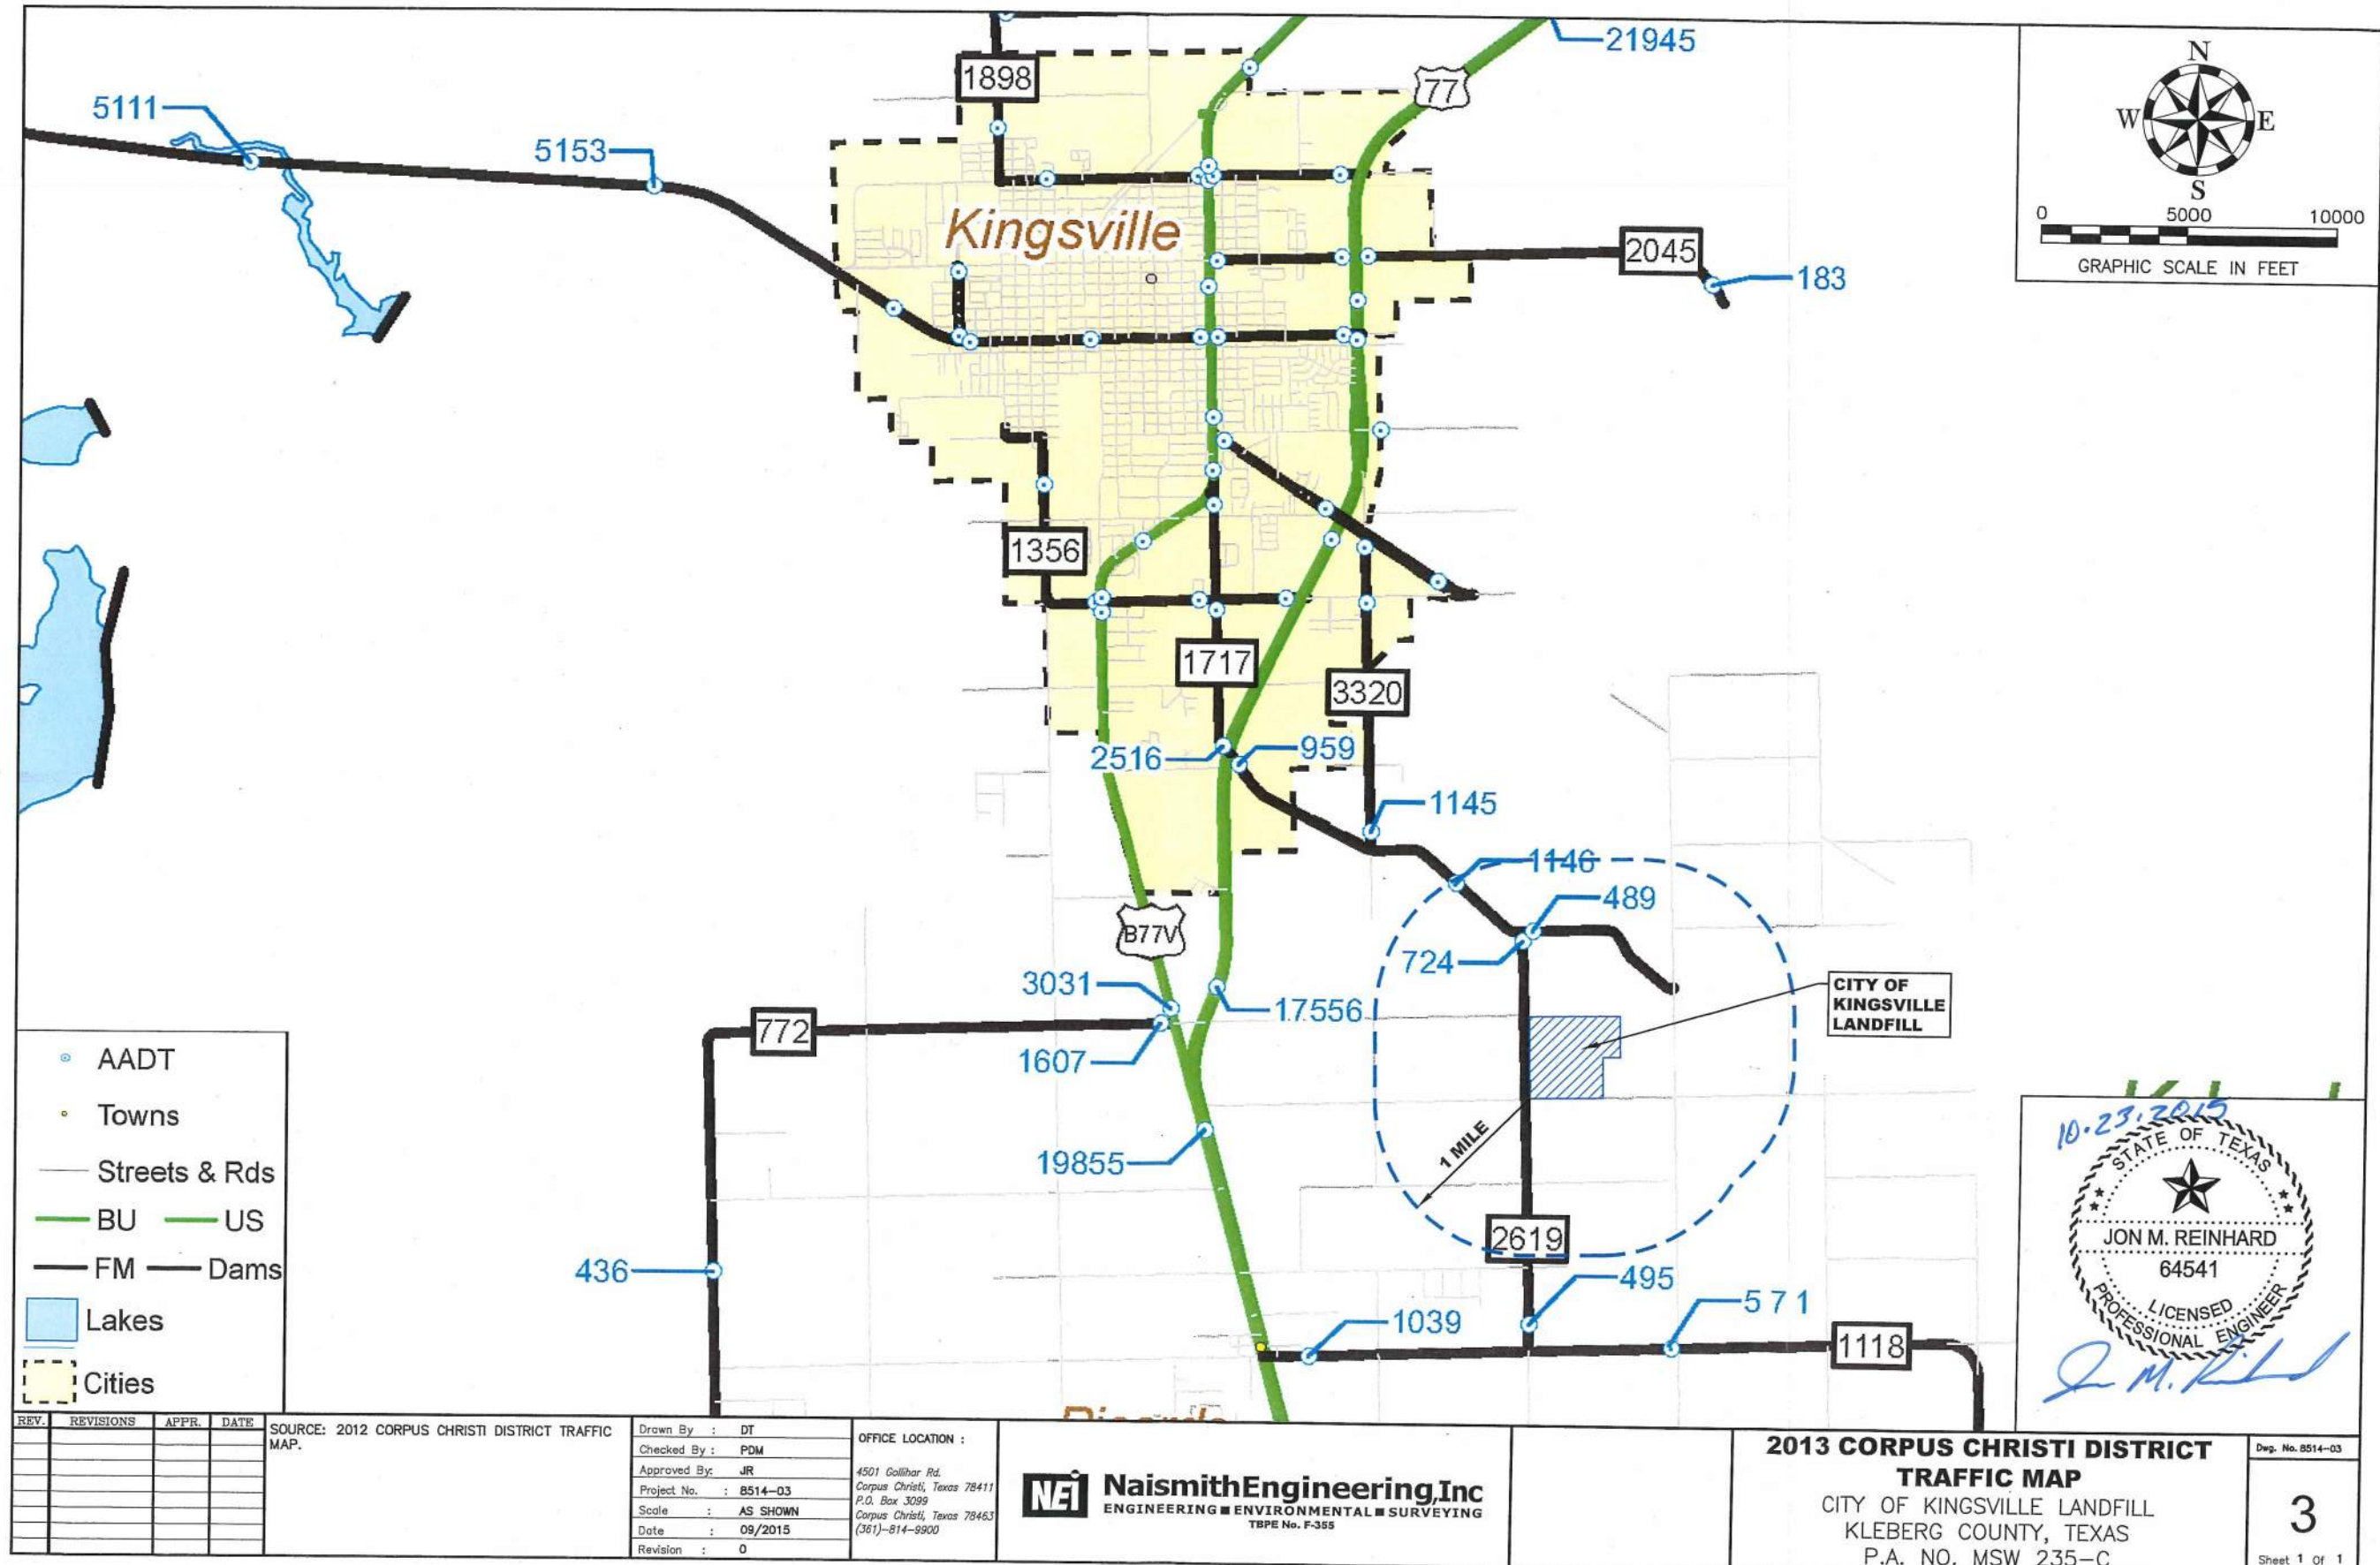 21945
1898
77
5111
5153
N
W
E
S
0 5000 10000
GRAPHIC SCALE IN FEET
Kingsville
2045
183
1356
1717
3320
2516
959
1145
1146
489
724
B77V
3031
17556
772
1607
CITY OF
KINGSVILLE
LANDFILL
1 MILE
19855
436
2619
495
571
1039
1118
AADT
Towns
Streets & Rds
BU US
FM Dams
Lakes
Cities
10.23.2015
STATE OF TEXAS
JON M. REINHARD
64541
LICENSED
PROFESSIONAL ENGINEER
REV. REVISIONS APPR. DATE
SOURCE: 2012 CORPUS CHRISTI DISTRICT TRAFFIC
MAP.
Drawn By : DT
Checked By : PDM
Approved By: JR
Project No. : 8514-03
Scale : AS SHOWN
Date : 09/2015
Revision : 0
OFFICE LOCATION :
4501 Gollihar Rd.
Corpus Christi, Texas 78411
P.O. Box 3099
Corpus Christi, Texas 78463
(361)-814-9900
NEi
NaismithEngineering,Inc
ENGINEERING ■ ENVIRONMENTAL ■ SURVEYING
TBPE No. F-355
2013 CORPUS CHRISTI DISTRICT
TRAFFIC MAP
CITY OF KINGSVILLE LANDFILL
KLEBERG COUNTY, TEXAS
P.A. NO. MSW 235-C
Dwg. No. 8514-03
3
Sheet 1 Of 1